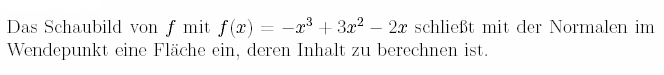 Das Schaubild von f mit f(x) = −x³ + 3x² − 2x schließt mit der Normalen im
Wendepunkt eine Fläche ein, deren Inhalt zu berechnen ist.